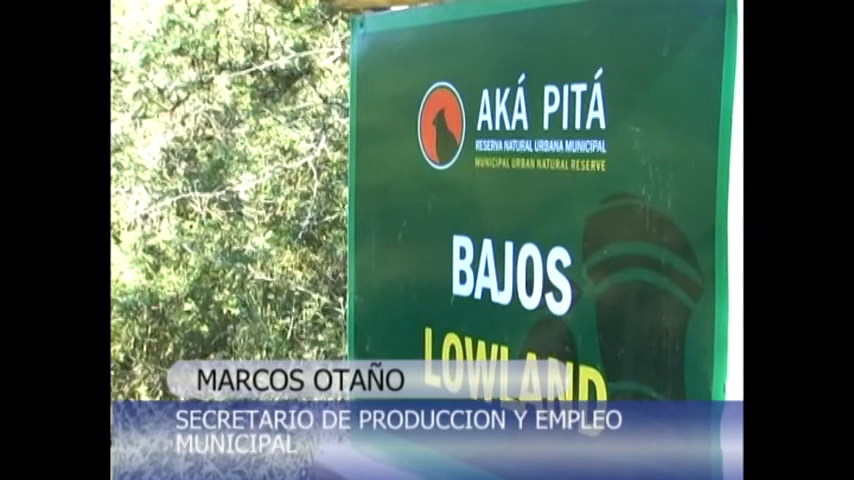 AKÁ PITÁ
RESERVA NATURAL URBANA MUNICIPAL
MUNICIPAL URBAN NATURAL RESERVE
BAJOS
LOWLAND
MARCOS OTAÑO
SECRETARIO DE PRODUCCION Y EMPLEO
MUNICIPAL